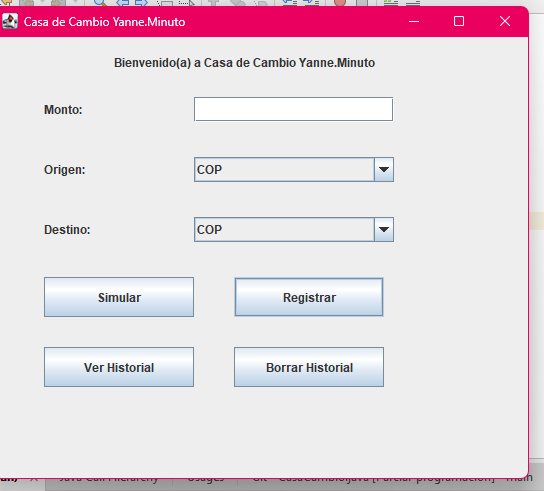 Casa de Cambio Yanne.Minuto
Bienvenido(a) a Casa de Cambio Yanne.Minuto
Monto:
Origen:
COP
Destino:
COP
Simular
Registrar
Ver Historial
Borrar Historial